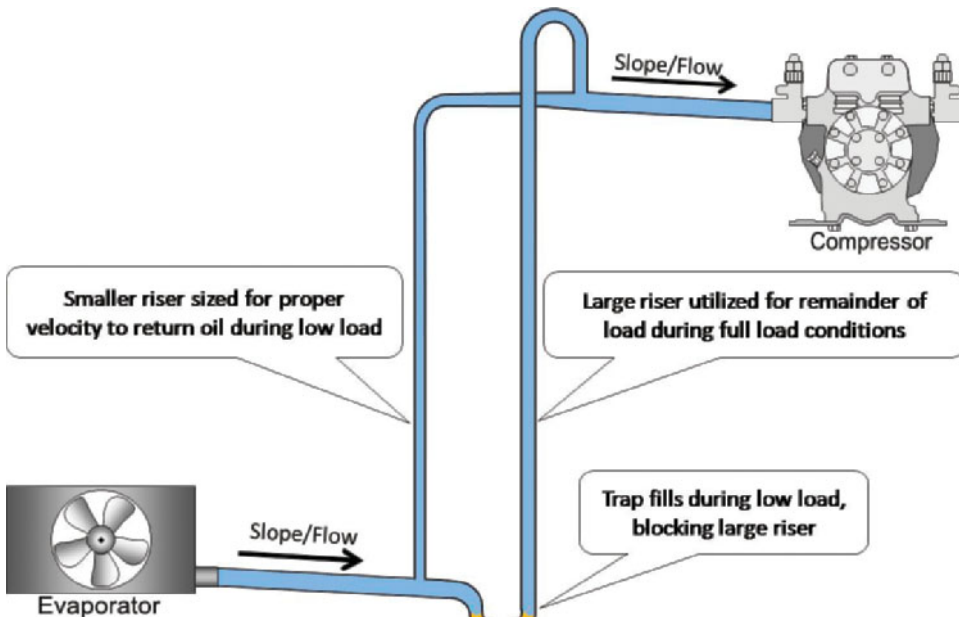 Slope/Flow
Compressor
Smaller riser sized for proper
velocity to return oil during low load
Large riser utilized for remainder of
load during full load conditions
Trap fills during low load,
blocking large riser
Slope/Flow
Evaporator